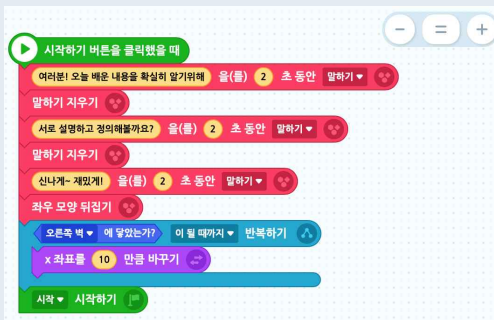 시작하기 버튼을 클릭했을 때
여러분! 오늘 배운 내용을 확실히 알기위해 을(를) 2 초 동안 말하기
말하기 지우기
서로 설명하고 정의해볼까요? 을(를) 2 초 동안 말하기
말하기 지우기
신나게~ 재밌게! 을(를) 2 초 동안 말하기
좌우 모양 뒤집기
오른쪽 벽 에 닿았는가? 이 될 때까지 반복하기
x 좌표를 10 만큼 바꾸기
시작 시작하기